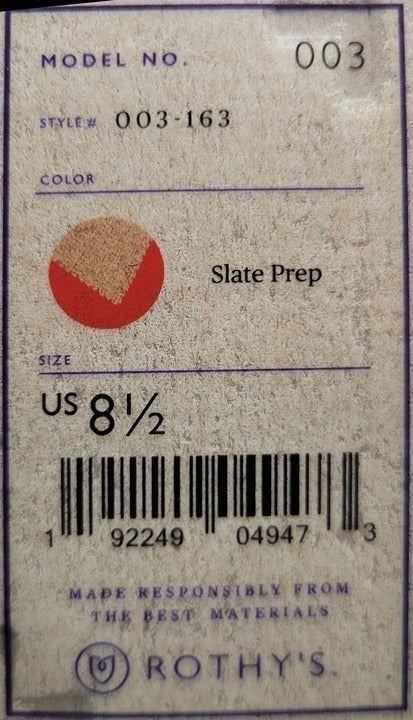 MODEL NO. 003
STYLE# 003-163
COLOR
Slate Prep
SIZE
US 8½
1 92249 04947 3
MADE RESPONSIBLY FROM
THE BEST MATERIALS
ROTHY'S.